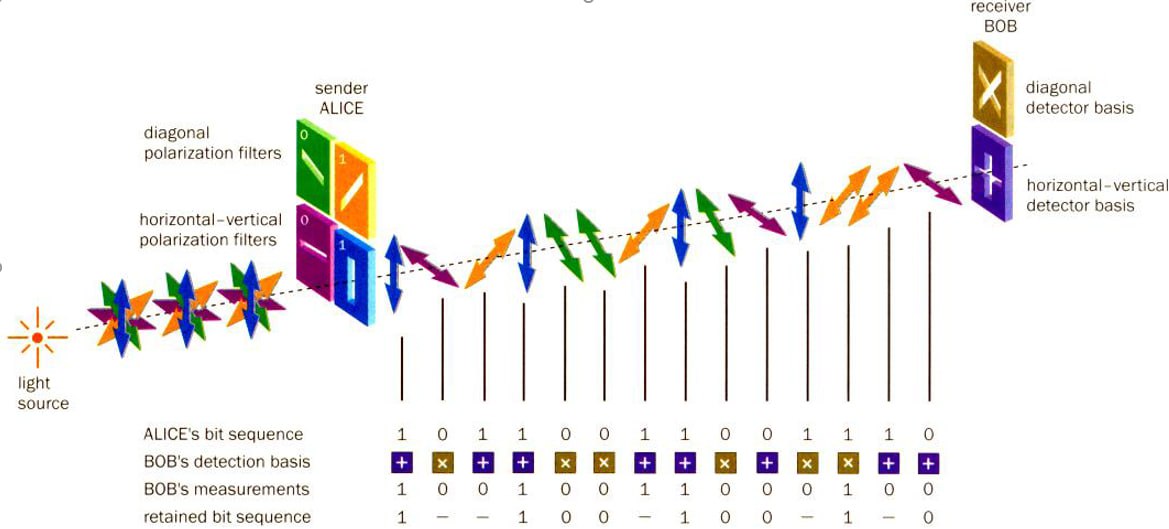 receiver
BOB
sender
ALICE
diagonal
detector basis
diagonal
polarization filters
0
1
horizontal–vertical
detector basis
horizontal–vertical
polarization filters
0
1
light
source
ALICE's bit sequence 1 0 1 1 0 0 1 1 0 0 1 1 1 0
BOB's detection basis + × + + × × + + × + × × + +
BOB's measurements 1 0 0 1 0 0 1 1 0 0 0 1 0 0
retained bit sequence 1 – – 1 0 0 – 1 0 0 – 1 – 0